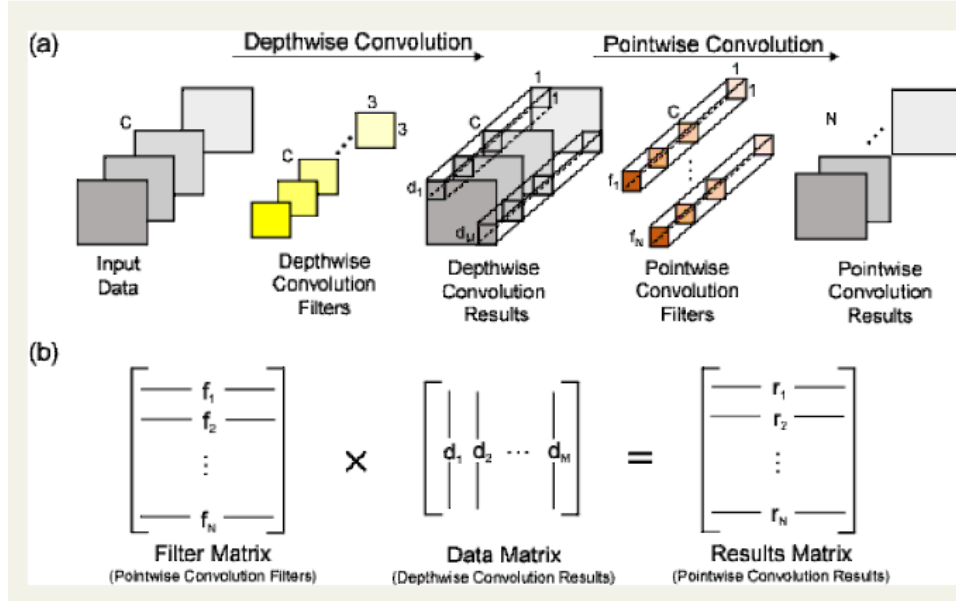 (a)
Depthwise Convolution
Pointwise Convolution
C
C
3
3
1
1
C
d₁
dM
1
1
C
f₁
fN
N
Input
Data
Depthwise
Convolution
Filters
Depthwise
Convolution
Results
Pointwise
Convolution
Filters
Pointwise
Convolution
Results
(b)
f₁
f₂
⋮
fN
×
d₁ d₂ ⋯ dM
=
r₁
r₂
⋮
rN
Filter Matrix
(Pointwise Convolution Filters)
Data Matrix
(Depthwise Convolution Results)
Results Matrix
(Pointwise Convolution Results)